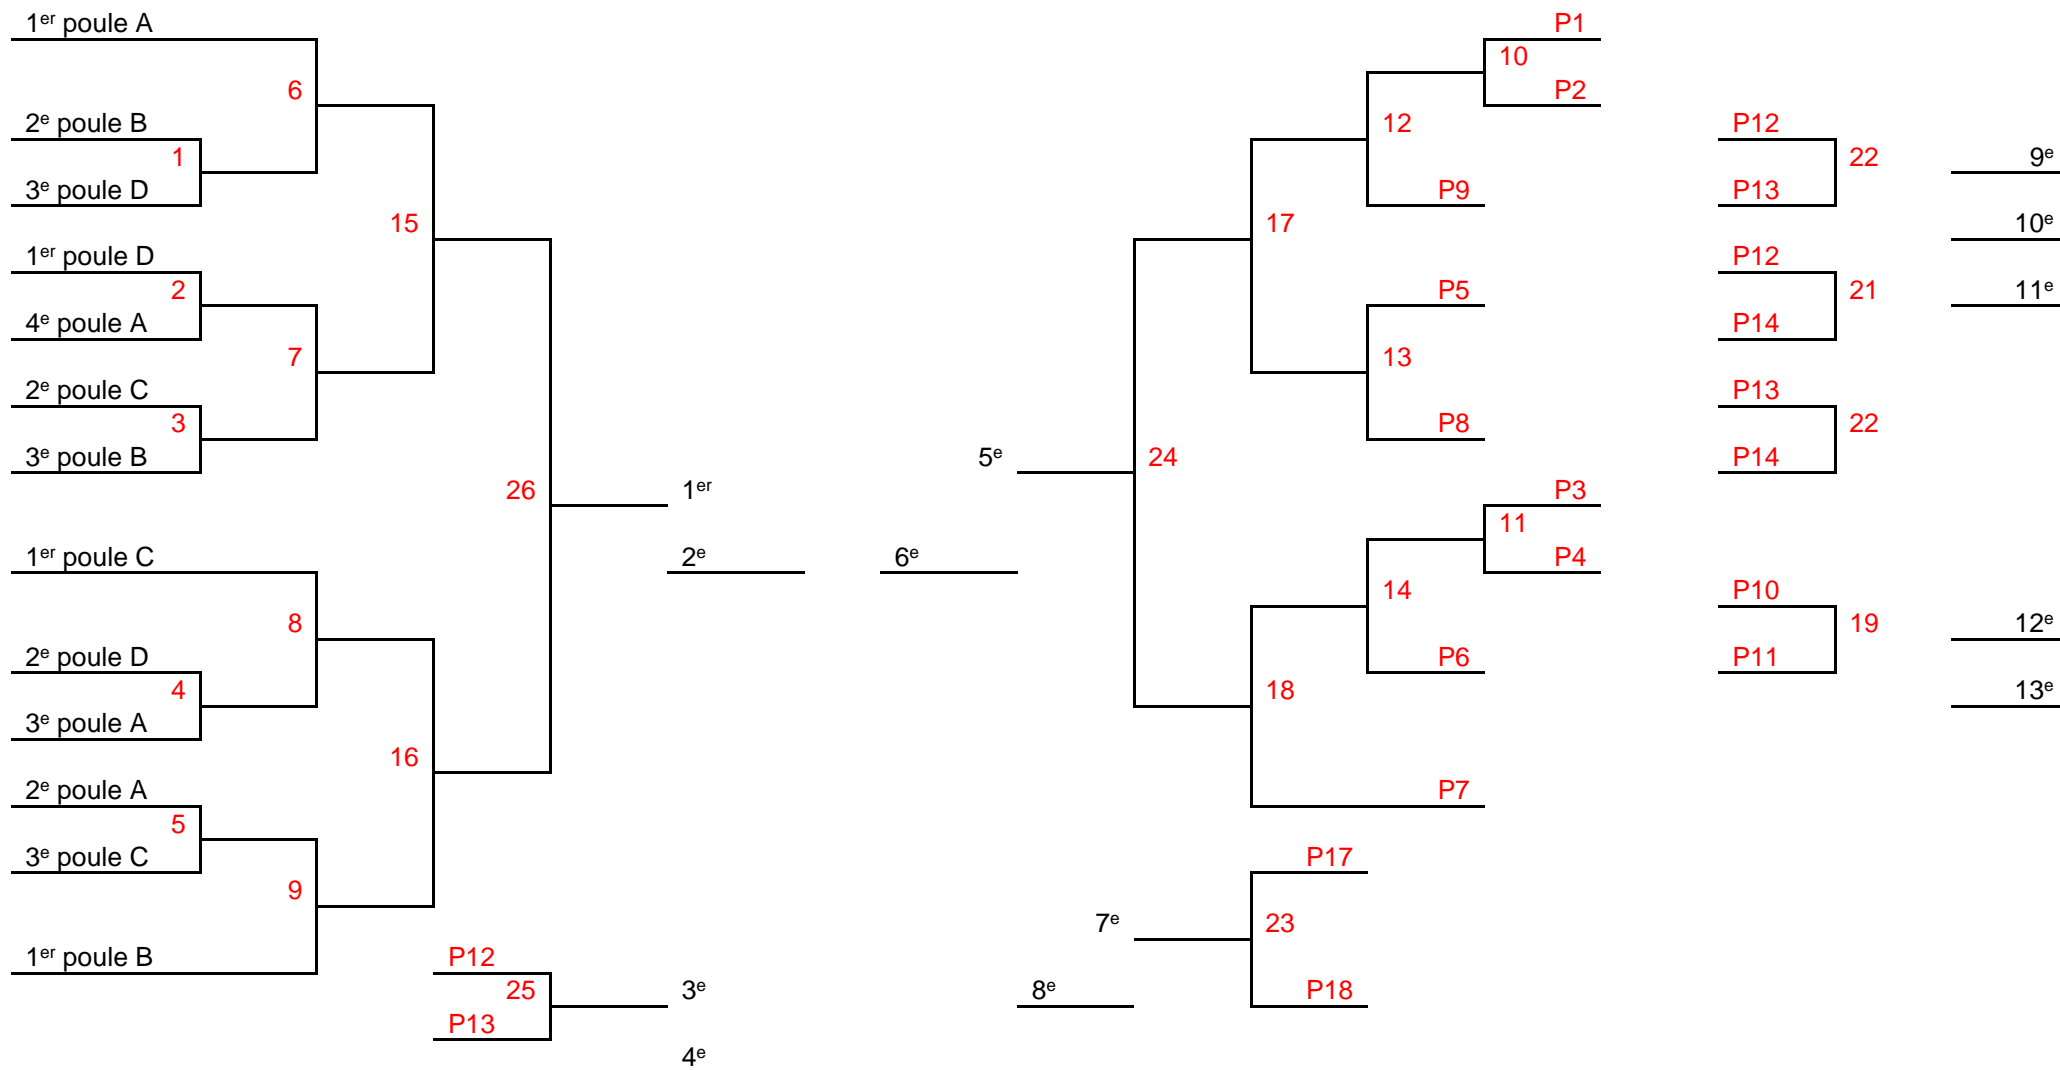 1er poule A
6
2e poule B
1
3e poule D
15
1er poule D
2
4e poule A
7
2e poule C
3
3e poule B
26
1er
2e
1er poule C
8
2e poule D
4
3e poule A
16
2e poule A
5
3e poule C
9
1er poule B
P12
25
P13
3e
4e
P1
10
P2
12
P9
17
P5
13
P8
5e
24
6e
P3
11
P4
14
P6
18
P7
P17
7e
23
8e
P18
P12
22
P13
P12
21
P14
P13
22
P14
P10
19
P11
9e
10e
11e
12e
13e